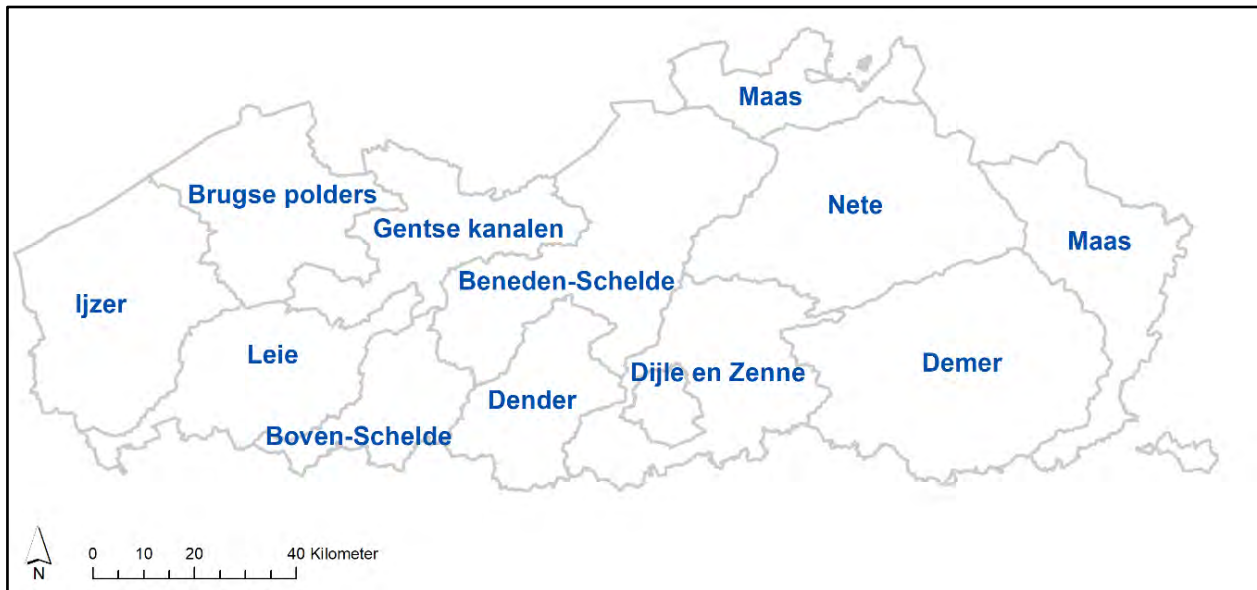 Maas
Brugse polders
Nete
Gentse kanalen
Maas
Beneden-Schelde
Ijzer
Leie
Dijle en Zenne
Demer
Dender
Boven-Schelde
N
0 10 20 40 Kilometer